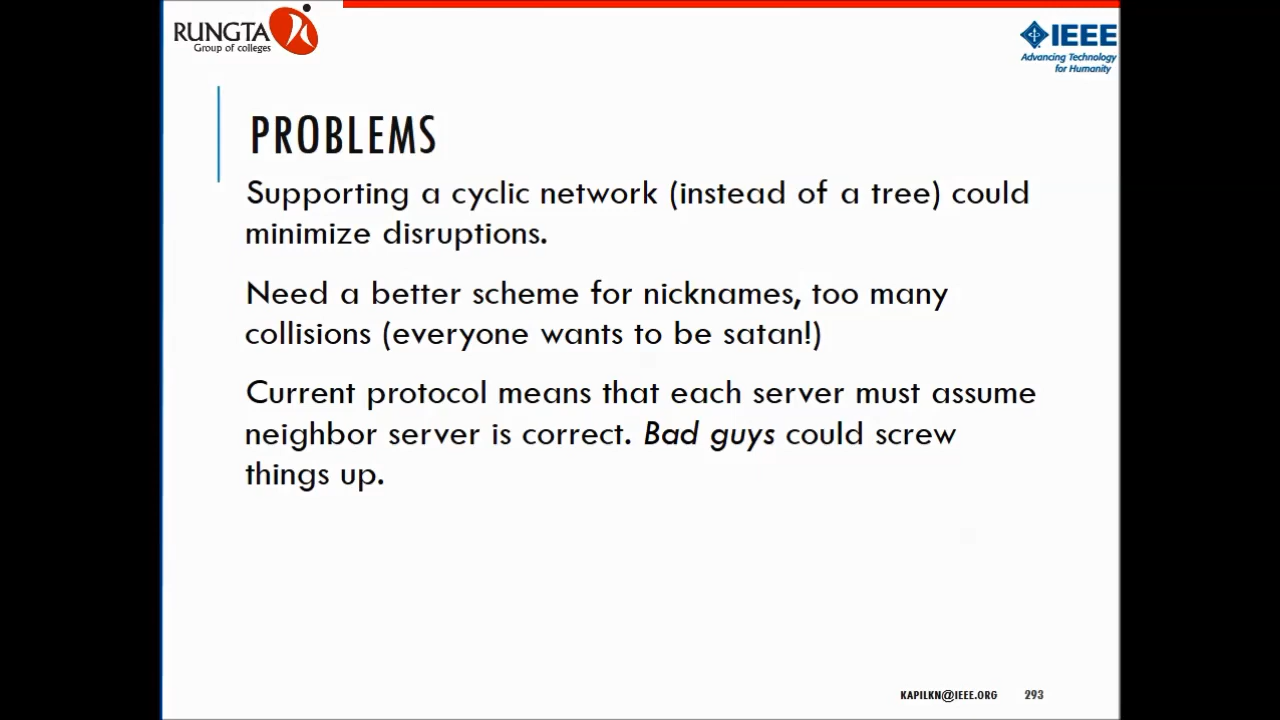 RUNGTA
Group of colleges
IEEE
Advancing Technology
for Humanity
PROBLEMS
Supporting a cyclic network (instead of a tree) could
minimize disruptions.
Need a better scheme for nicknames, too many
collisions (everyone wants to be satan!)
Current protocol means that each server must assume
neighbor server is correct. Bad guys could screw
things up.
KAPILKN@IEEE.ORG 293